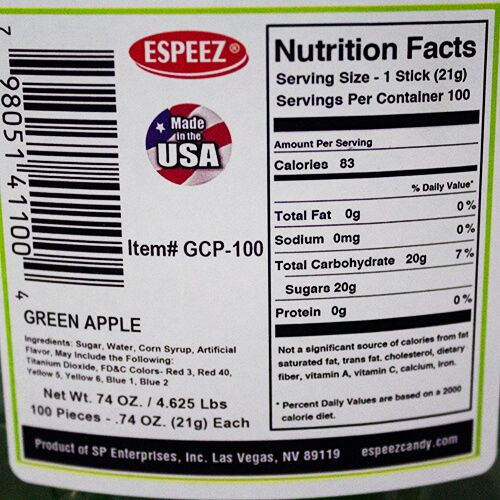 7 98051 41100 4
ESPEEZ®
Made
in the
USA
Item# GCP-100
GREEN APPLE
Ingredients: Sugar, Water, Corn Syrup, Artificial
Flavor, May Include the Following:
Titanium Dioxide, FD&C Colors- Red 3, Red 40,
Yellow 5, Yellow 6, Blue 1, Blue 2
Net Wt. 74 OZ. / 4.625 Lbs
100 Pieces - .74 OZ. (21g) Each
Nutrition Facts
Serving Size - 1 Stick (21g)
Servings Per Container 100
Amount Per Serving
Calories 83
% Daily Value*
Total Fat 0g 0%
Sodium 0mg 0%
Total Carbohydrate 20g 7%
Sugars 20g
Protein 0g 0%
Not a significant source of calories from fat
saturated fat, trans fat, cholesterol, dietary
fiber, vitamin A, vitamin C, calcium, iron.
* Percent Daily Values are based on a 2000
calorie diet.
Product of SP Enterprises, Inc. Las Vegas, NV 89119 espeezcandy.com